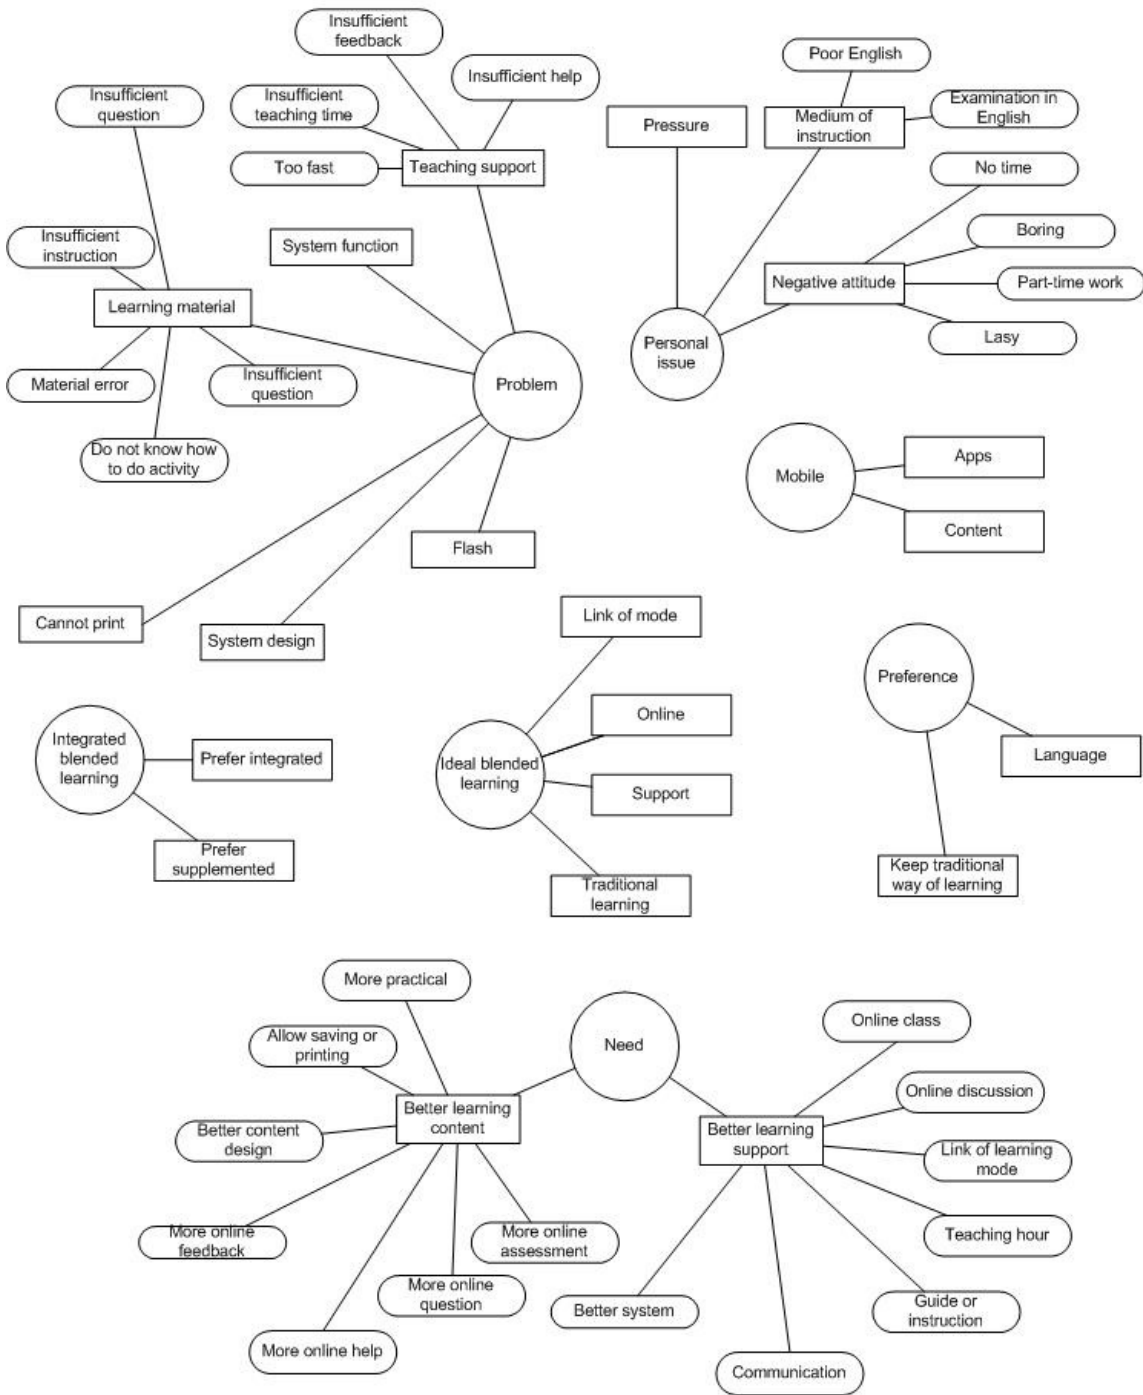 Insufficient
feedback
Insufficient help
Insufficient
teaching time
Too fast
Teaching support
Insufficient
question
Insufficient
instruction
Learning material
Material error
Insufficient
question
Do not know how
to do activity
System function
Problem
Flash
Cannot print
System design
Poor English
Pressure
Medium of
instruction
Examination in
English
No time
Boring
Negative attitude
Part-time work
Lasy
Personal
issue
Mobile
Apps
Content
Integrated
blended
learning
Prefer integrated
Prefer
supplemented
Link of mode
Online
Ideal blended
learning
Support
Traditional
learning
Preference
Language
Keep traditional
way of learning
More practical
Allow saving or
printing
Better learning
content
Better content
design
More online
feedback
More online
assessment
More online
question
More online help
Need
Online class
Online discussion
Better learning
support
Link of learning
mode
Teaching hour
Guide or
instruction
Better system
Communication